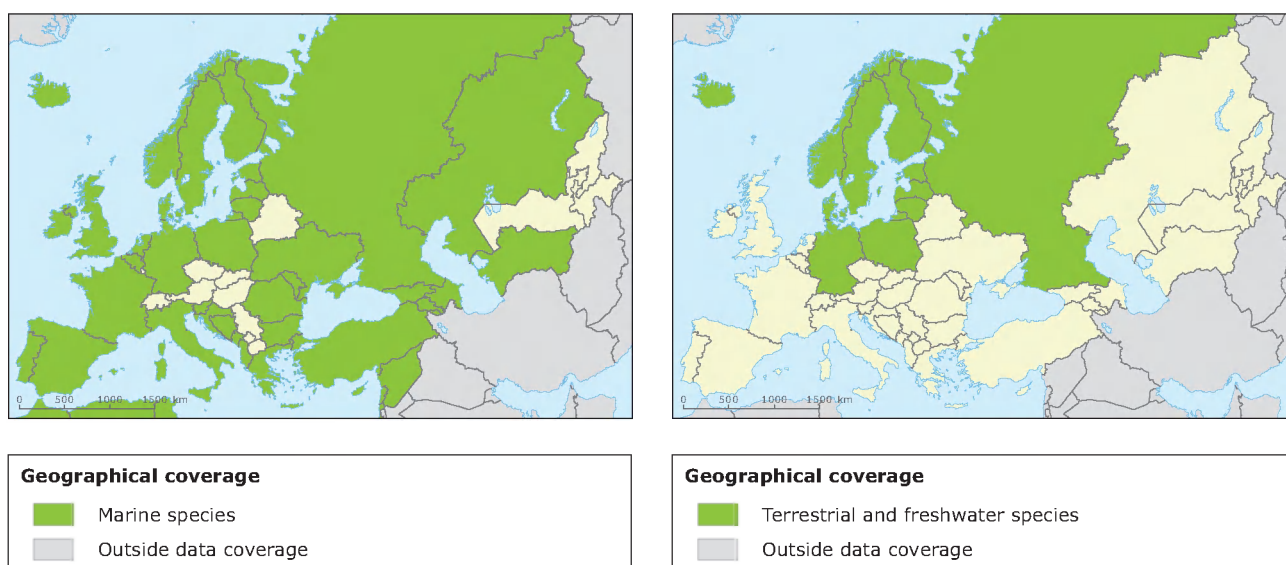 0 500 1000 1500 km
0 500 1000 1500 km
Geographical coverage
Marine species
Outside data coverage
Geographical coverage
Terrestrial and freshwater species
Outside data coverage